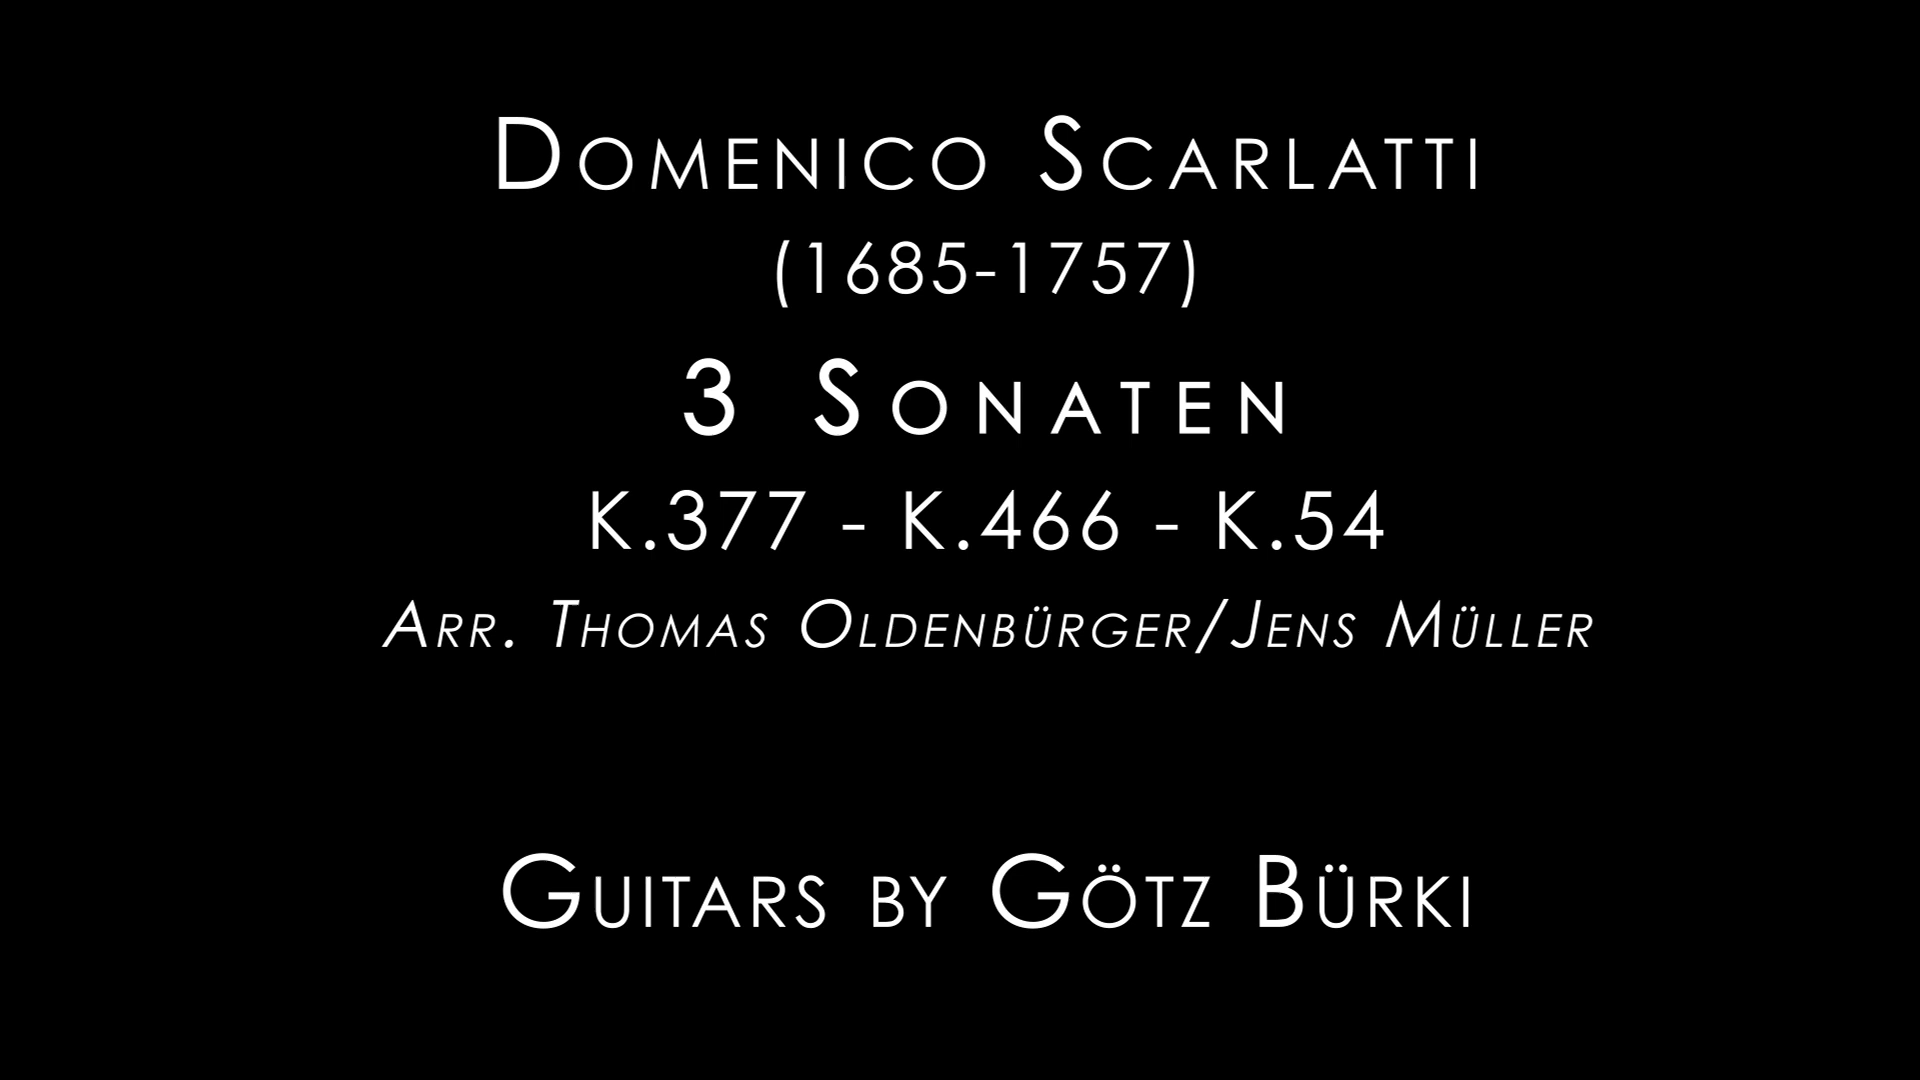 Domenico Scarlatti
(1685-1757)
3 Sonaten
K.377 - K.466 - K.54
Arr. Thomas Oldenbürger/Jens Müller
Guitars by Götz Bürki